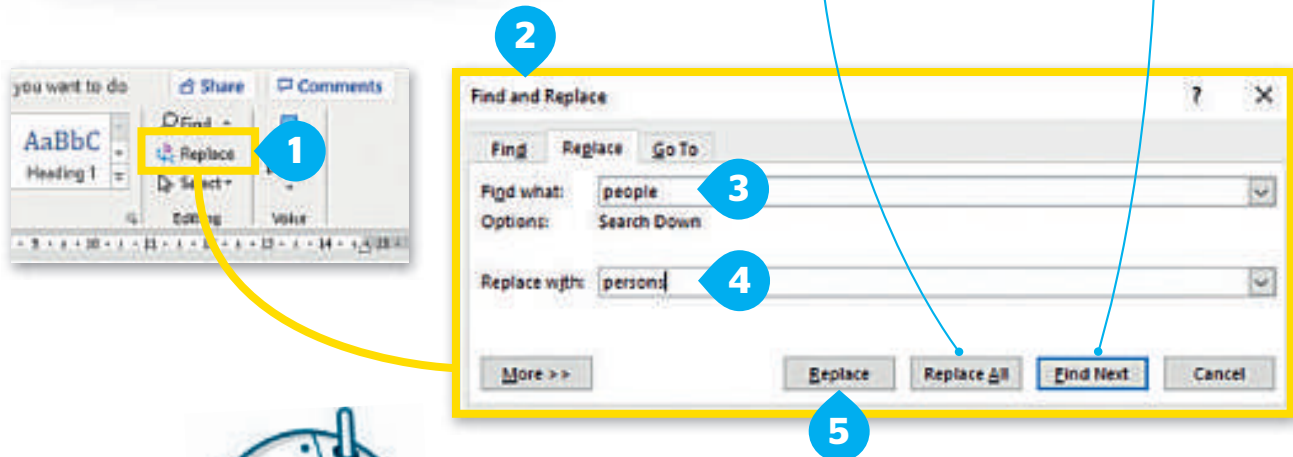 2
you want to do Share Comments
Find
AaBbC
Replace 1
Heading 1
Select
Editing Voice
Find and Replace ? ×
Find Replace Go To
Find what: people 3
Options: Search Down
Replace with: persons 4
More >> Replace Replace All Find Next Cancel
5